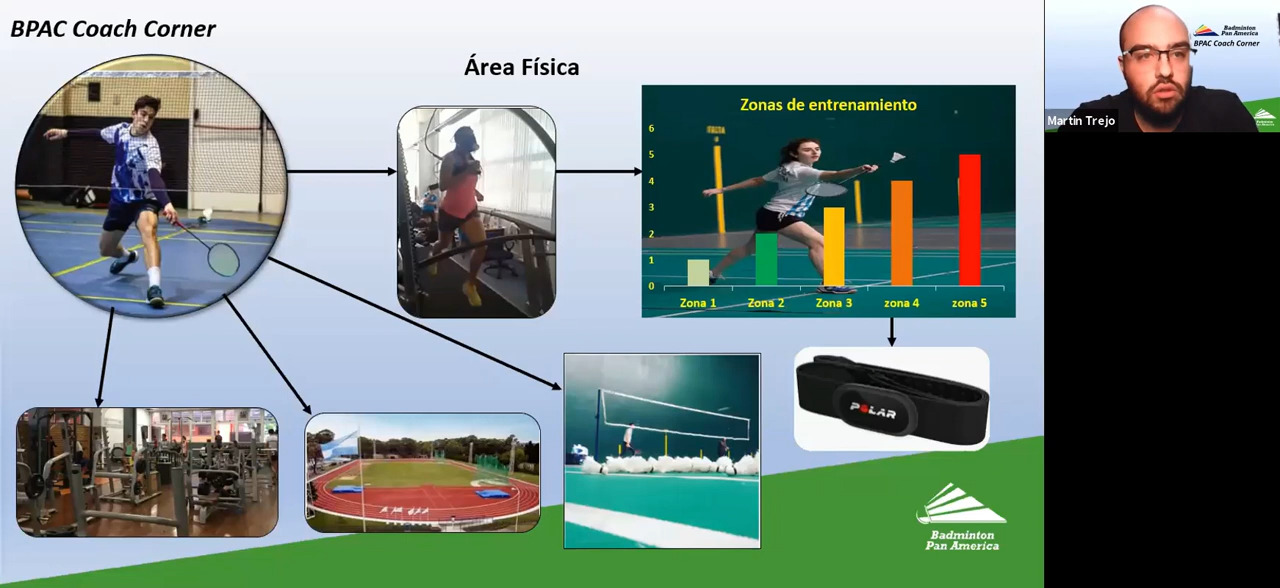 BPAC Coach Corner
Área Física
Zonas de entrenamiento
6
5
4
3
2
1
0
Zona 1
Zona 2
Zona 3
zona 4
zona 5
POLAR
Badminton
Pan America
Badminton
Pan America
BPAC Coach Corner
Martin Trejo